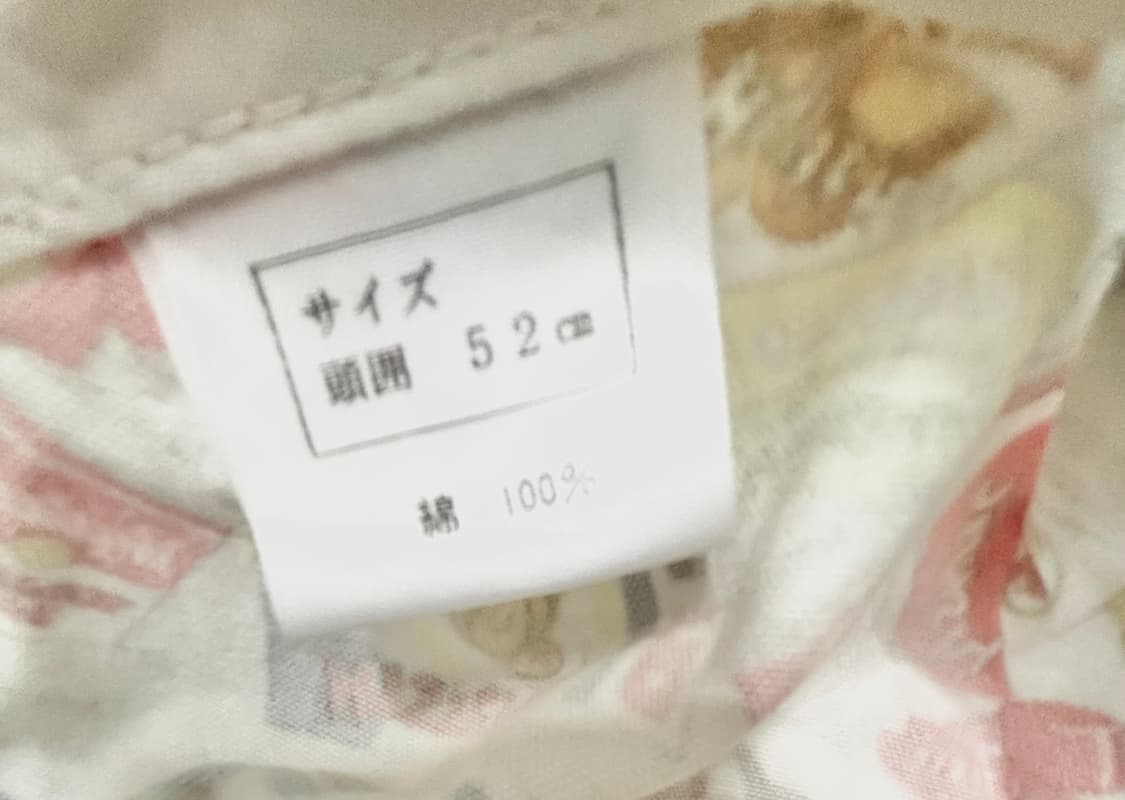 サイズ
頭囲 52cm
綿 100%